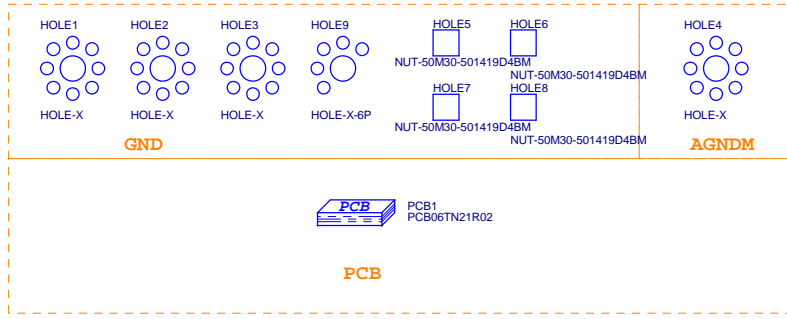 HOLE1 HOLE2 HOLE3 HOLE9 HOLE5 HOLE6 HOLE4
NUT-50M30-501419D4BM
NUT-50M30-501419D4BM
HOLE7 HOLE8
HOLE-X HOLE-X HOLE-X HOLE-X-6P HOLE-X
NUT-50M30-501419D4BM
NUT-50M30-501419D4BM
GND AGNDM
PCB PCB1
PCB06TN21R02
PCB